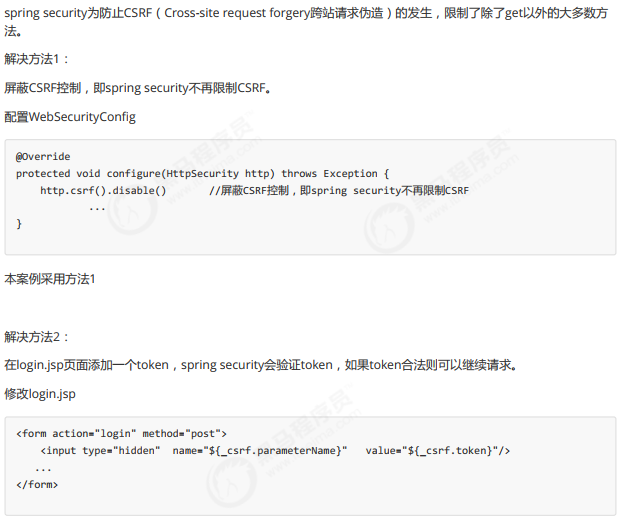 spring security为防止CSRF（Cross-site request forgery跨站请求伪造）的发生，限制了除了get以外的大多数方
法。
解决方法1：
屏蔽CSRF控制，即spring security不再限制CSRF。
配置WebSecurityConfig
@Override
protected void configure(HttpSecurity http) throws Exception {
    http.csrf().disable()       //屏蔽CSRF控制，即spring security不再限制CSRF
            ...
}
本案例采用方法1
解决方法2：
在login.jsp页面添加一个token，spring security会验证token，如果token合法则可以继续请求。
修改login.jsp
<form action="login" method="post">
    <input type="hidden"  name="${_csrf.parameterName}"   value="${_csrf.token}"/>
   ...
</form>